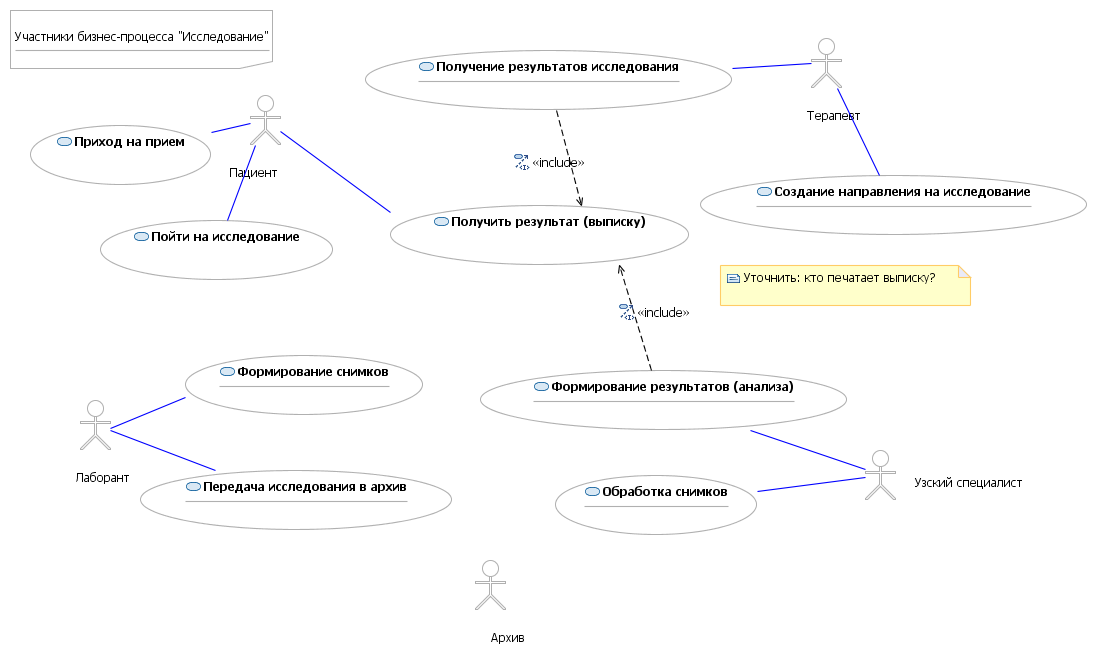 Участники бизнес-процесса "Исследование"
Получение результатов исследования
Терапевт
Приход на прием
Пациент
«include»
Создание направления на исследование
Получить результат (выписку)
Пойти на исследование
Уточнить: кто печатает выписку?
«include»
Формирование снимков
Формирование результатов (анализа)
Лаборант
Передача исследования в архив
Обработка снимков
Узский специалист
Архив